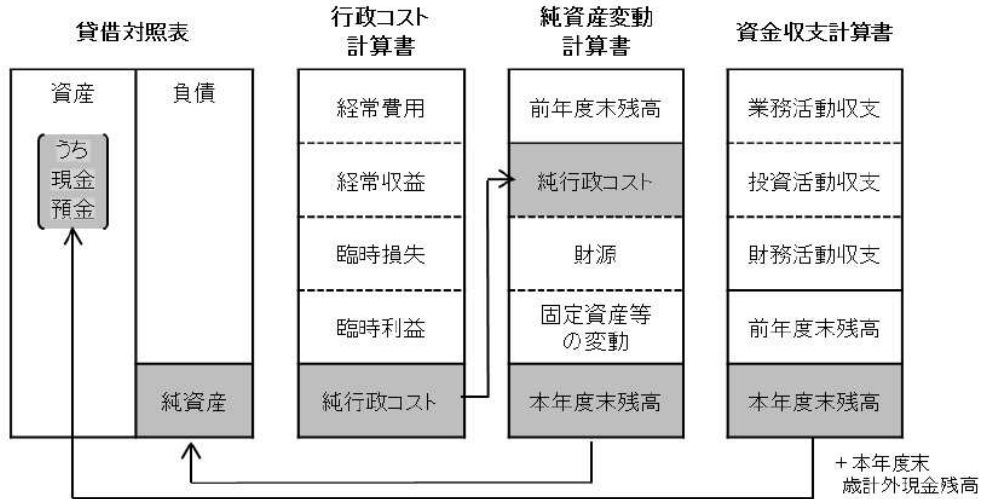 貸借対照表
行政コスト
計算書
純資産変動
計算書
資金収支計算書
資産
負債
うち
現金
預金
純資産
経常費用
経常収益
臨時損失
臨時利益
純行政コスト
前年度末残高
純行政コスト
財源
固定資産等
の変動
本年度末残高
業務活動収支
投資活動収支
財務活動収支
前年度末残高
本年度末残高
+本年度末
歳計外現金残高